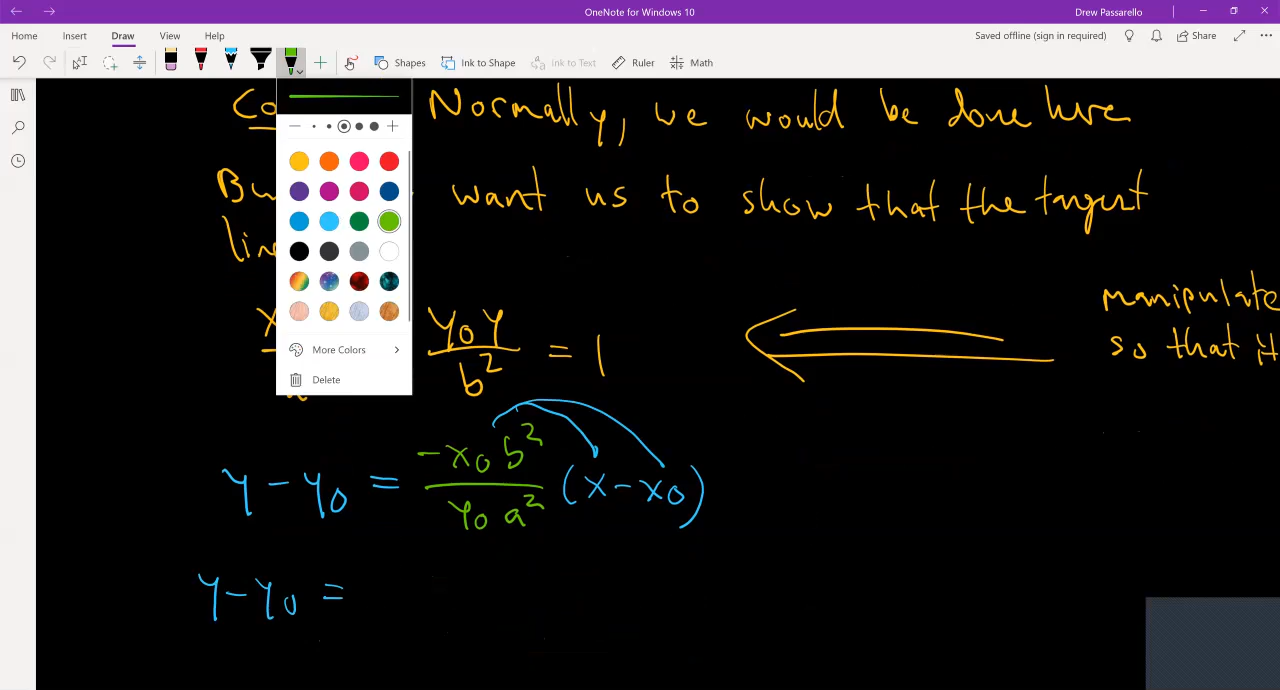 OneNote for Windows 10
Drew Passarello
Home Insert Draw View Help
Saved offline (sign in required) Share
Shapes Ink to Shape Ink to Text Ruler Math
Co Normally, we would be done here
want us to show that the tangent
lin
x y₀y/b² = 1
manipulate
so that it
More Colors
Delete
y - y₀ = -x₀b²/y₀a² (x - x₀)
y - y₀ =